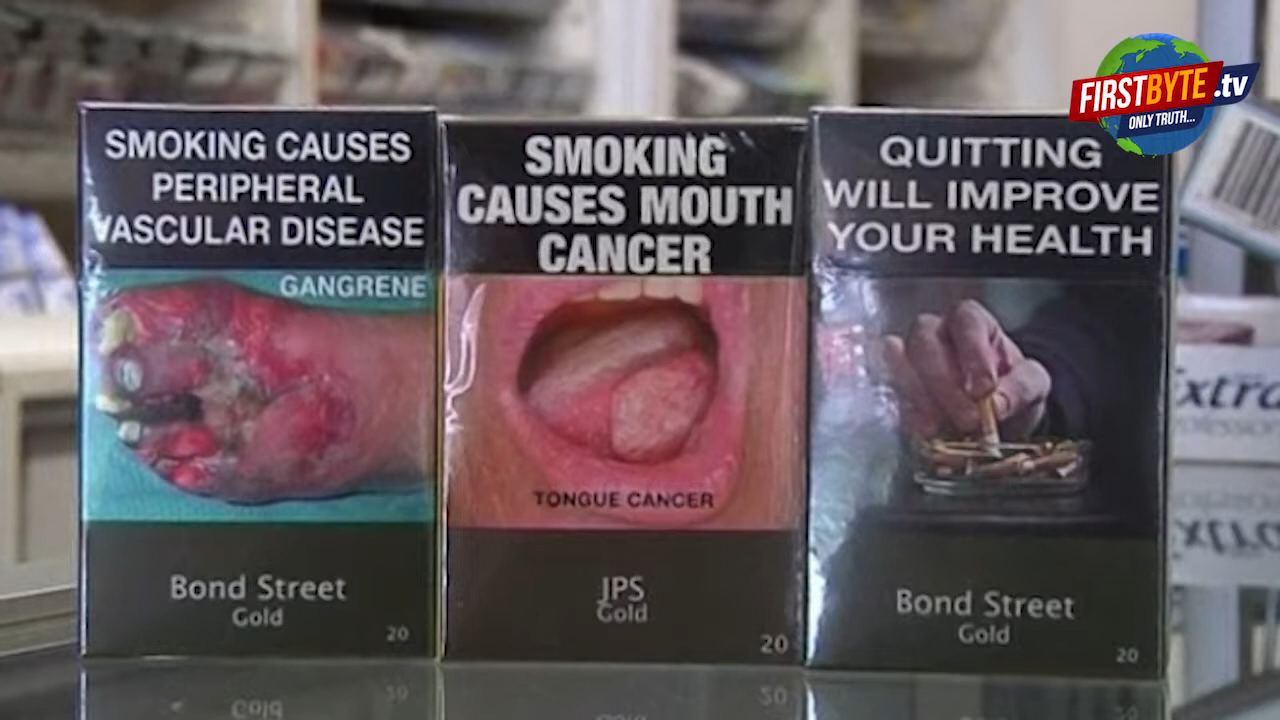 FIRSTBYTE.tv
ONLY TRUTH...
SMOKING CAUSES
PERIPHERAL
VASCULAR DISEASE
GANGRENE
Bond Street
Gold
20
SMOKING
CAUSES MOUTH
CANCER
TONGUE CANCER
JPS
Gold
20
QUITTING
WILL IMPROVE
YOUR HEALTH
Bond Street
Gold
20
Extra